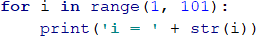 for i in range(1, 101):
    print('i = ' + str(i))